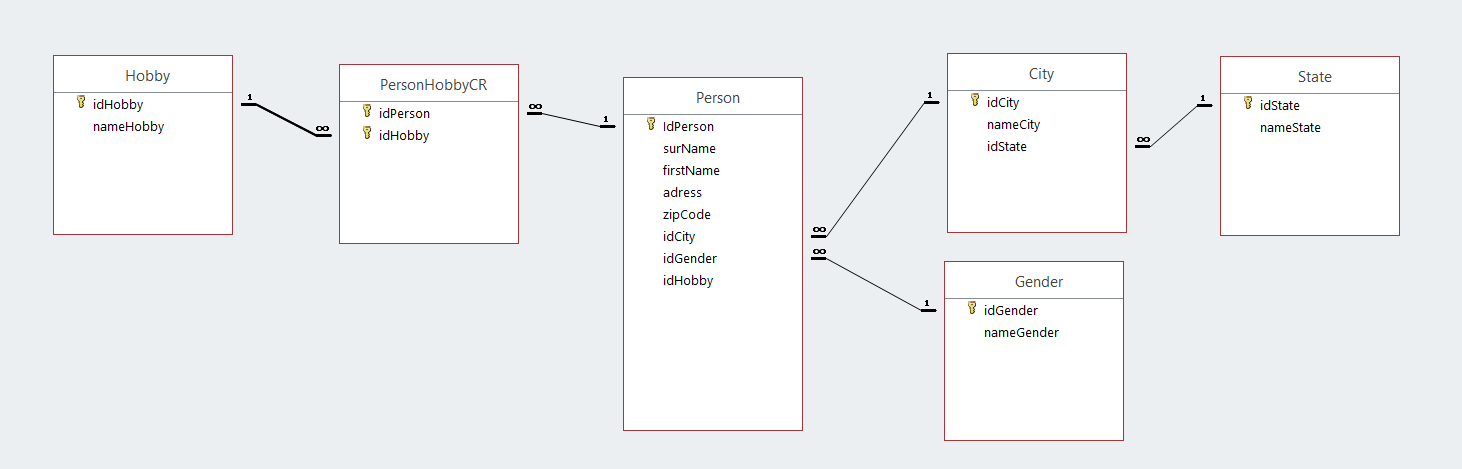 Hobby
idHobby
nameHobby
1
∞
PersonHobbyCR
idPerson
idHobby
∞
1
Person
IdPerson
surName
firstName
adress
zipCode
idCity
idGender
idHobby
∞
∞
1
City
idCity
nameCity
idState
∞
1
State
idState
nameState
1
Gender
idGender
nameGender